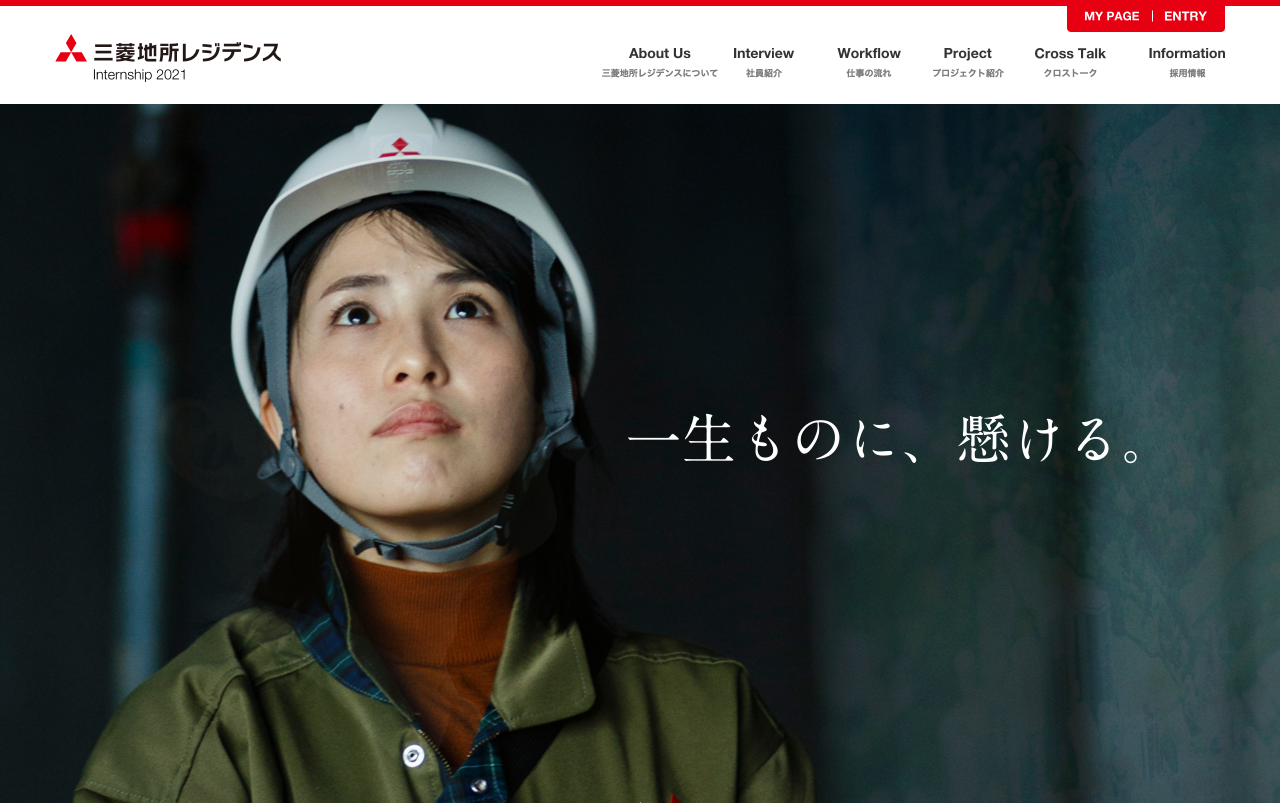 MY PAGE
ENTRY
三菱地所レジデンス
Internship 2021
About Us
三菱地所レジデンスについて
Interview
社員紹介
Workflow
仕事の流れ
Project
プロジェクト紹介
Cross Talk
クロストーク
Information
採用情報
一生ものに、懸ける。